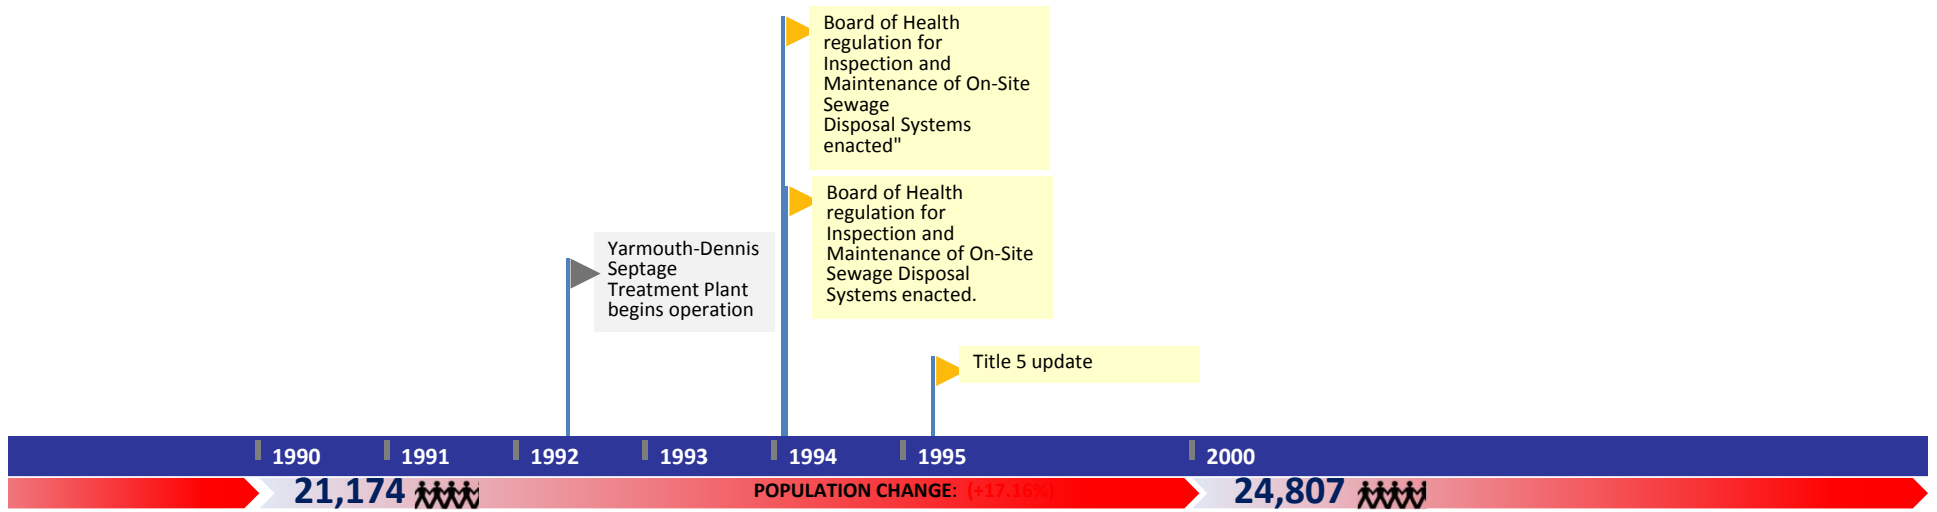 Board of Health
regulation for
Inspection and
Maintenance of On-Site
Sewage
Disposal Systems
enacted"
Board of Health
regulation for
Inspection and
Maintenance of On-Site
Sewage Disposal
Systems enacted.
Yarmouth-Dennis
Septage
Treatment Plant
begins operation
Title 5 update
1990 1991 1992 1993 1994 1995 2000
21,174 POPULATION CHANGE: (+17.16%) 24,807